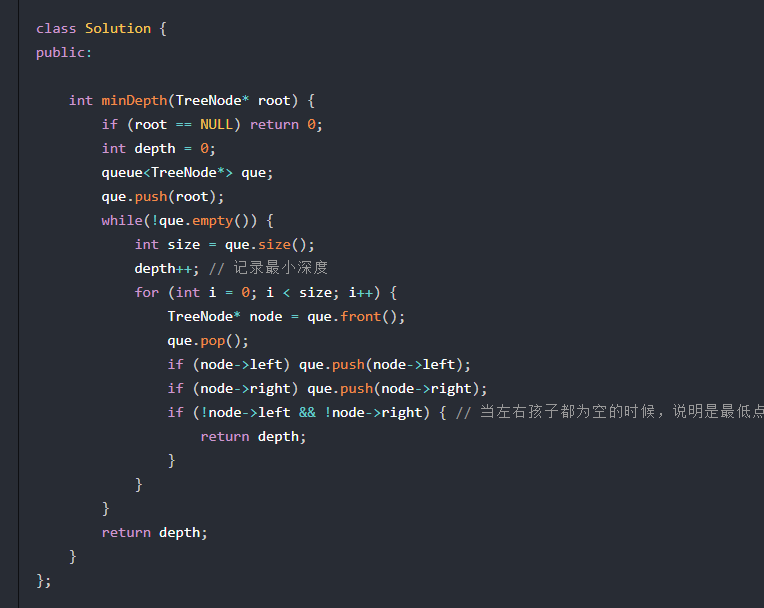 class Solution {
public:
    int minDepth(TreeNode* root) {
        if (root == NULL) return 0;
        int depth = 0;
        queue<TreeNode*> que;
        que.push(root);
        while(!que.empty()) {
            int size = que.size();
            depth++; // 记录最小深度
            for (int i = 0; i < size; i++) {
                TreeNode* node = que.front();
                que.pop();
                if (node->left) que.push(node->left);
                if (node->right) que.push(node->right);
                if (!node->left && !node->right) { // 当左右孩子都为空的时候，说明是最低点
                    return depth;
                }
            }
        }
        return depth;
    }
};